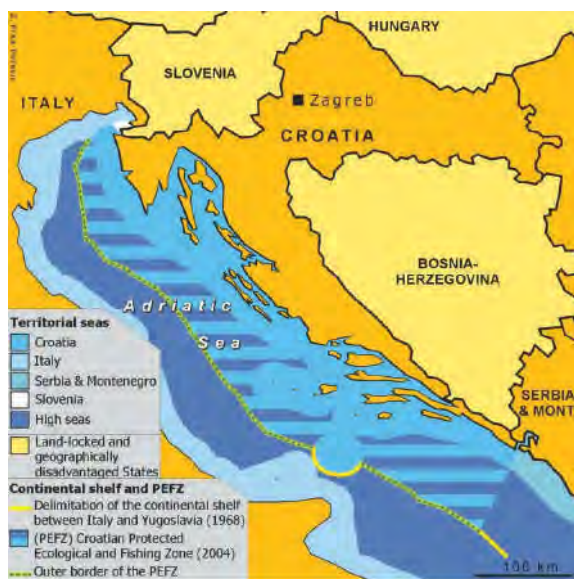 HUNGARY
SLOVENIA
ITALY
Zagreb
CROATIA
BOSNIA-
HERZEGOVINA
Adriatic
Sea
SERBIA
& MONT
Territorial seas
Croatia
Italy
Serbia & Montenegro
Slovenia
High seas
Land-locked and
geographically
disadvantaged States
Continental shelf and PEFZ
Delimitation of the continental shelf
between Italy and Yugoslavia (1968)
(PEFZ) Croatian Protected
Ecological and Fishing Zone (2004)
Outer border of the PEFZ
100 km